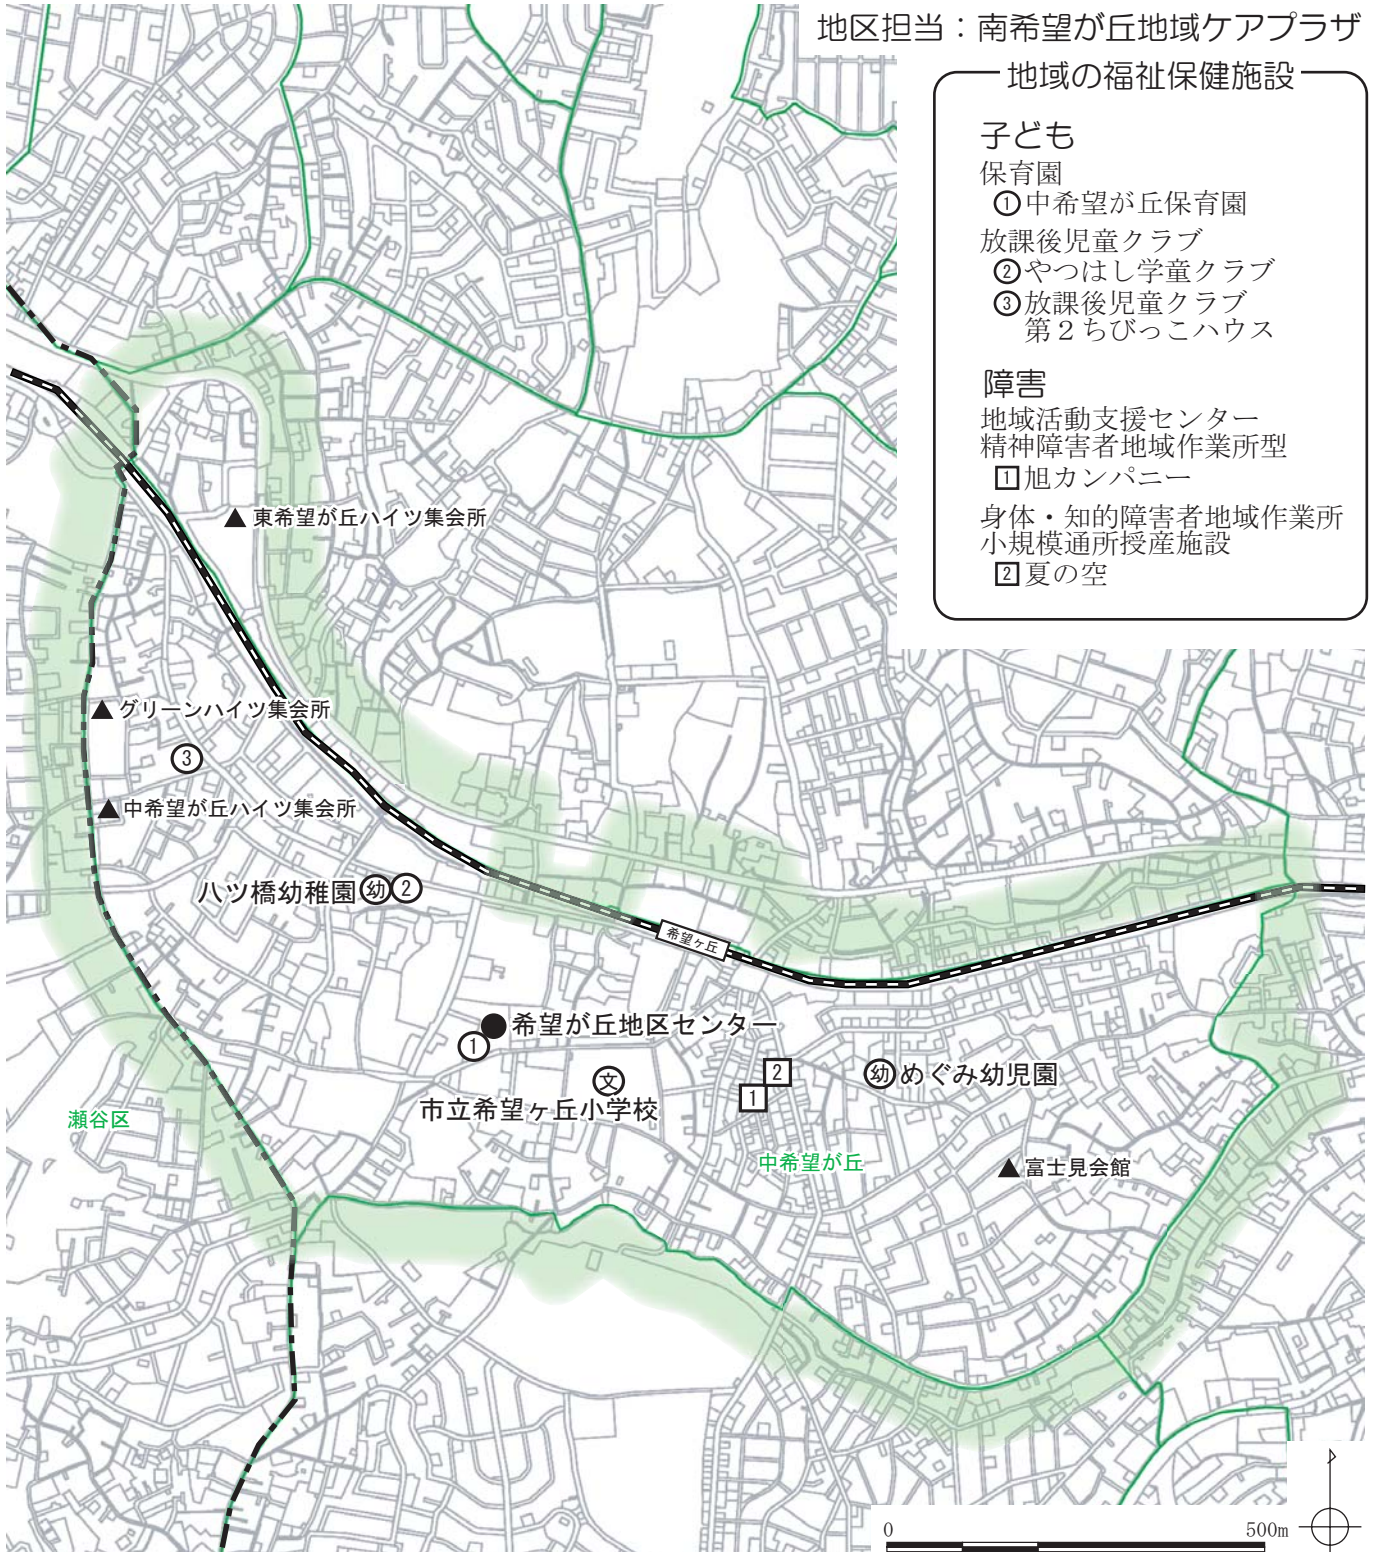 地区担当：南希望が丘地域ケアプラザ
地域の福祉保健施設
子ども
保育園
①中希望が丘保育園
放課後児童クラブ
②やつはし学童クラブ
③放課後児童クラブ
第２ちびっこハウス
障害
地域活動支援センター
精神障害者地域作業所型
1旭カンパニー
身体・知的障害者地域作業所
小規模通所授産施設
2夏の空
▲東希望が丘ハイツ集会所
▲グリーンハイツ集会所
③
▲中希望が丘ハイツ集会所
八ツ橋幼稚園 幼 ②
希望ヶ丘
●希望が丘地区センター
①
文
市立希望ヶ丘小学校
2
1
幼 めぐみ幼児園
瀬谷区
中希望が丘
▲富士見会館
0 500m